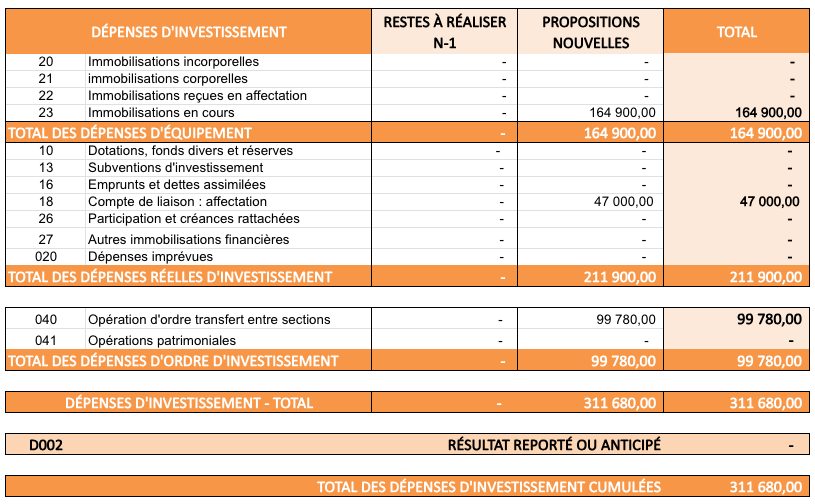 DÉPENSES D'INVESTISSEMENT RESTES À RÉALISER N-1 PROPOSITIONS NOUVELLES TOTAL
20 Immobilisations incorporelles - - -
21 immobilisations corporelles - - -
22 Immobilisations reçues en affectation - - -
23 Immobilisations en cours - 164 900,00 164 900,00
TOTAL DES DÉPENSES D'ÉQUIPEMENT - 164 900,00 164 900,00
10 Dotations, fonds divers et réserves - - -
13 Subventions d'investissement - - -
16 Emprunts et dettes assimilées - - -
18 Compte de liaison : affectation - 47 000,00 47 000,00
26 Participation et créances rattachées - - -
27 Autres immobilisations financières - - -
020 Dépenses imprévues - - -
TOTAL DES DÉPENSES RÉELLES D'INVESTISSEMENT - 211 900,00 211 900,00
040 Opération d'ordre transfert entre sections - 99 780,00 99 780,00
041 Opérations patrimoniales - - -
TOTAL DES DÉPENSES D'ORDRE D'INVESTISSEMENT - 99 780,00 99 780,00
DÉPENSES D'INVESTISSEMENT - TOTAL - 311 680,00 311 680,00
D002 RÉSULTAT REPORTÉ OU ANTICIPÉ -
TOTAL DES DÉPENSES D'INVESTISSEMENT CUMULÉES 311 680,00